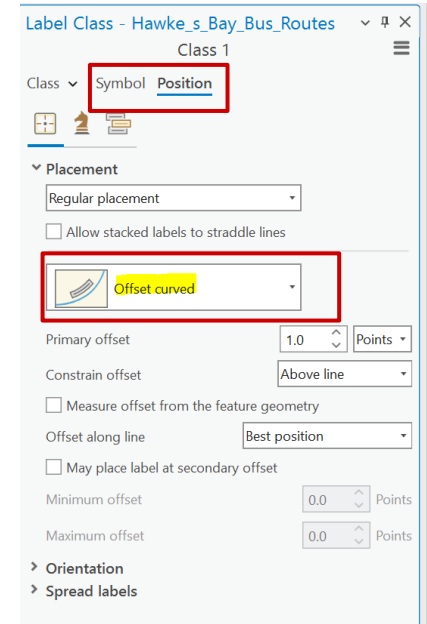 Label Class - Hawke_s_Bay_Bus_Routes
Class 1
Class Symbol Position
Placement
Regular placement
Allow stacked labels to straddle lines
Offset curved
Primary offset 1.0 Points
Constrain offset Above line
Measure offset from the feature geometry
Offset along line Best position
May place label at secondary offset
Minimum offset 0.0 Points
Maximum offset 0.0 Points
Orientation
Spread labels